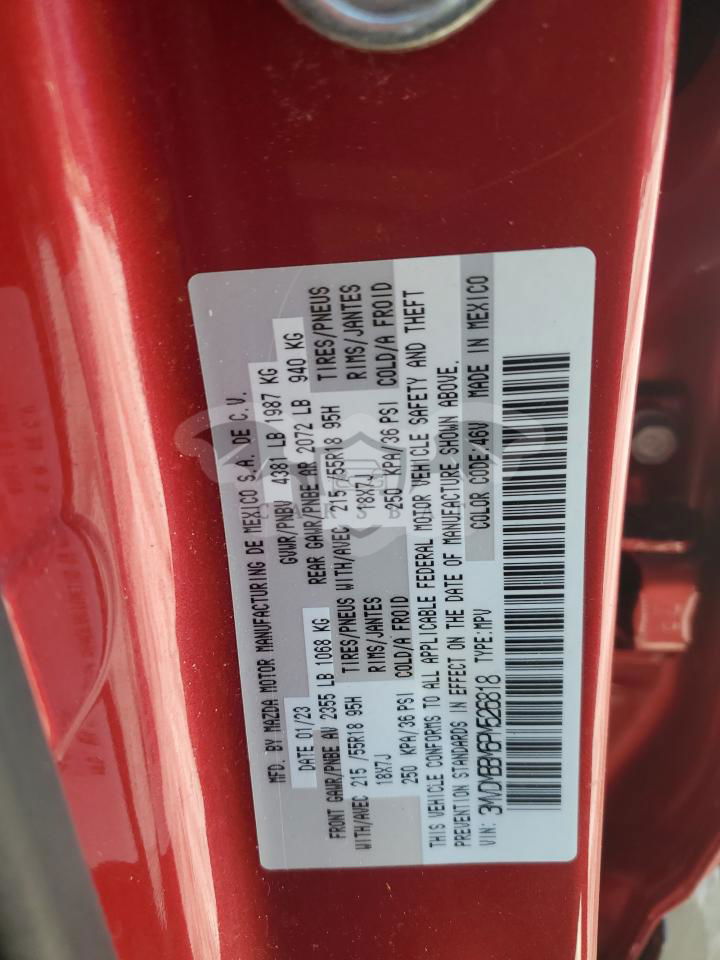 MFD. BY MAZDA MOTOR MANUFACTURING DE MEXICO S.A. DE C.V.
DATE 01/23 GVWR/PNBV 4381 LB 1987 KG
FRONT GAWR/PNBE AV 2355 LB 1068 KG REAR GAWR/PNBE AR 2072 LB 940 KG
WITH/AVEC 215 /55R18 95H TIRES/PNEUS WITH/AVEC 215 /55R18 95H TIRES/PNEUS
18X7J RIMS/JANTES 18X7J RIMS/JANTES
250 KPA/36 PSI COLD/A FROID 250 KPA/36 PSI COLD/A FROID
THIS VEHICLE CONFORMS TO ALL APPLICABLE FEDERAL MOTOR VEHICLE SAFETY AND THEFT
PREVENTION STANDARDS IN EFFECT ON THE DATE OF MANUFACTURE SHOWN ABOVE.
VIN: TYPE:MPV COLOR CODE:46V MADE IN MEXICO